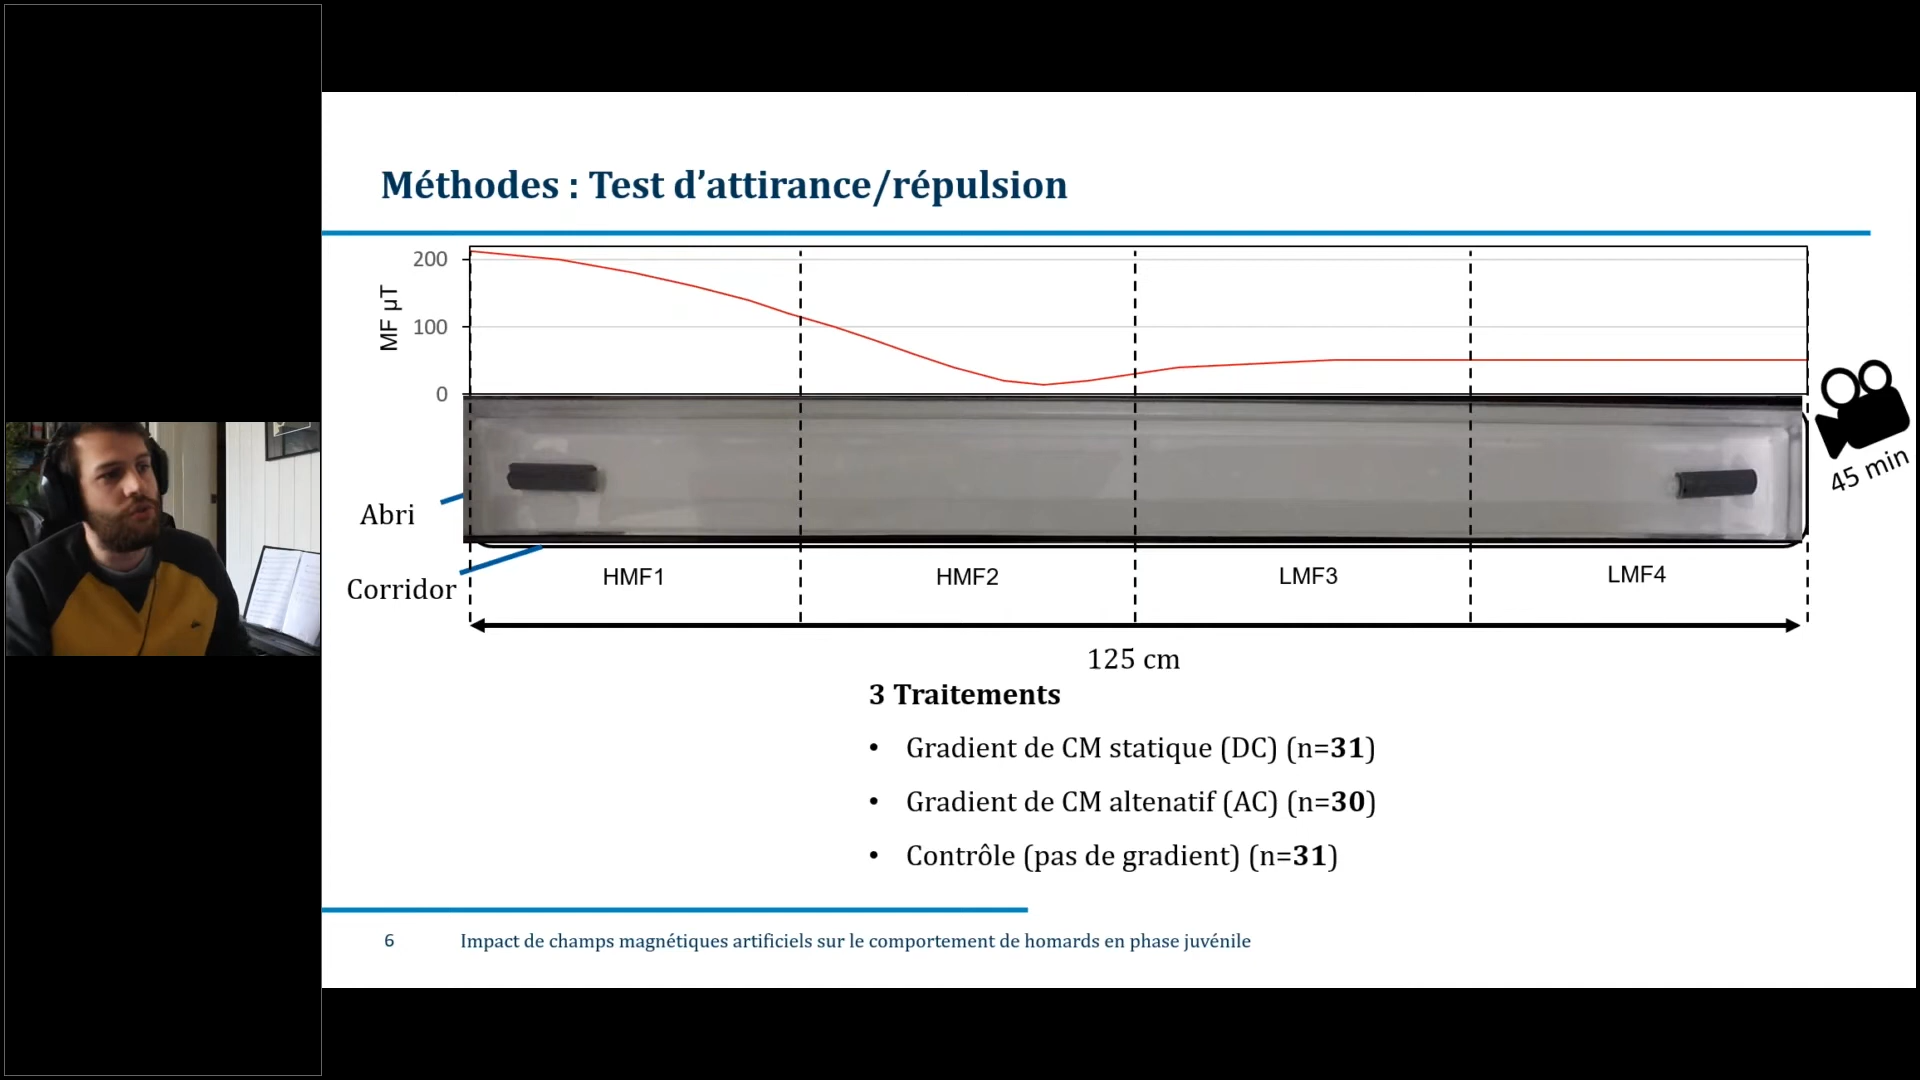 Méthodes : Test d’attirance/répulsion
MF µT
200
100
0
45 min
Abri
Corridor
HMF1
HMF2
LMF3
LMF4
125 cm
3 Traitements
• Gradient de CM statique (DC) (n=31)
• Gradient de CM altenatif (AC) (n=30)
• Contrôle (pas de gradient) (n=31)
6
Impact de champs magnétiques artificiels sur le comportement de homards en phase juvénile